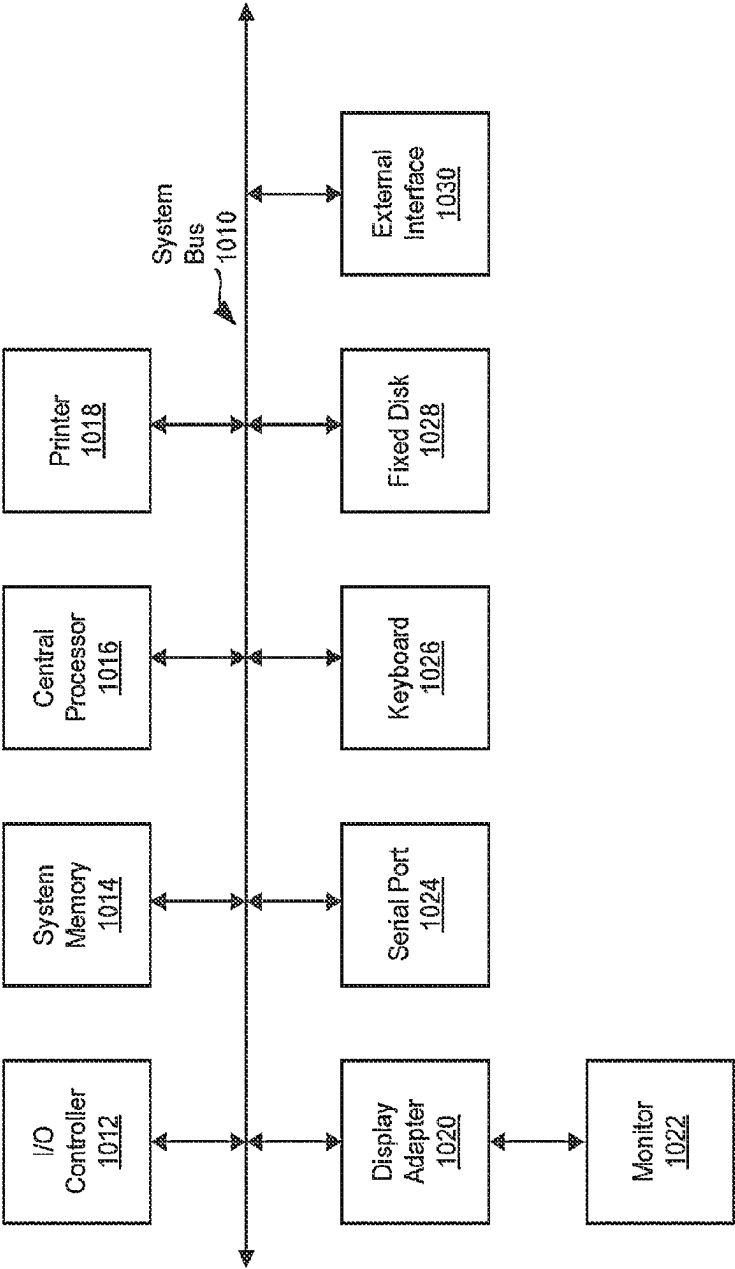 I/O
Controller
1012
System
Memory
1014
Central
Processor
1016
Printer
1018
System
Bus
1010
Display
Adapter
1020
Serial Port
1024
Keyboard
1026
Fixed Disk
1028
External
Interface
1030
Monitor
1022